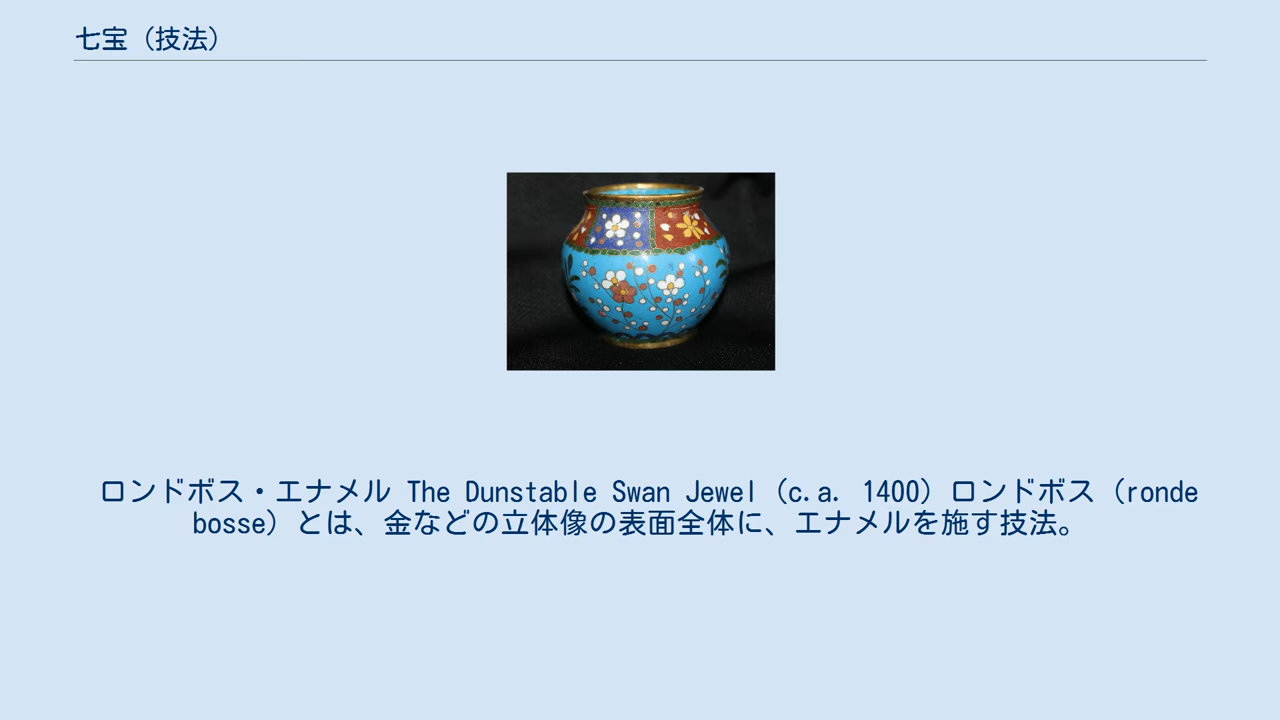 七宝（技法）
ロンドボス・エナメル The Dunstable Swan Jewel（c.a. 1400）ロンドボス（ronde
bosse）とは、金などの立体像の表面全体に、エナメルを施す技法。